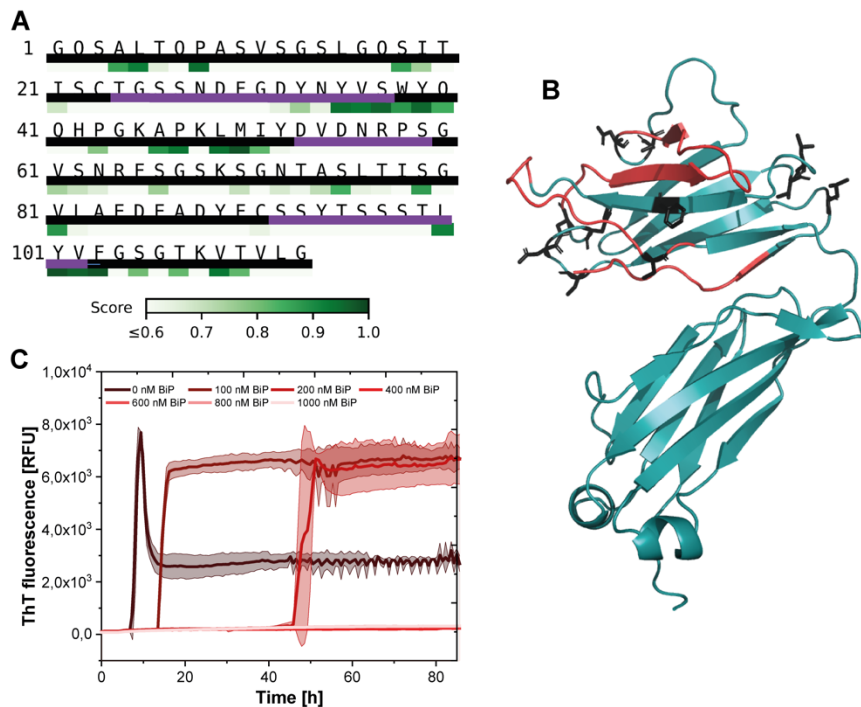 A
1 G Q S A L T Q P A S V S G S L G Q S I T
21 I S C T G S S N D F G D Y N Y V S W Y Q
41 Q H P G K A P K L M I Y D V D N R P S G
61 V S N R F S G S K S G N T A S L T I S G
81 V L A E D E A D Y F C S S Y T S S S T L
101 Y V F G S G T K V T V L G
Score
≤0.6 0.7 0.8 0.9 1.0
B
C
1,0x10⁴
8,0x10³
6,0x10³
4,0x10³
2,0x10³
0,0
ThT fluorescence [RFU]
0 nM BiP 100 nM BiP 200 nM BiP 400 nM BiP
600 nM BiP 800 nM BiP 1000 nM BiP
0 20 40 60 80
Time [h]